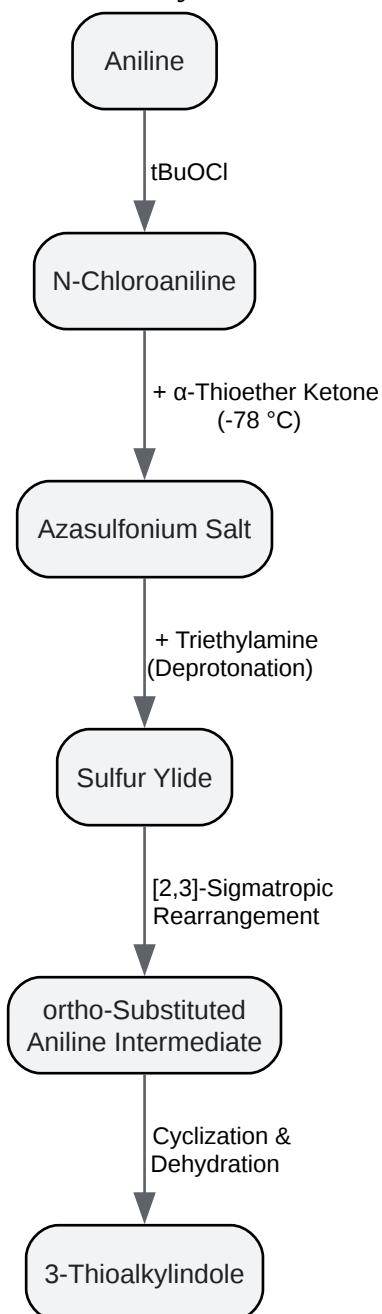 Aniline
tBuOCl
N-Chloroaniline
+ α-Thioether Ketone
(-78 °C)
Azasulfonium Salt
+ Triethylamine
(Deprotonation)
Sulfur Ylide
[2,3]-Sigmatropic
Rearrangement
ortho-Substituted
Aniline Intermediate
Cyclization &
Dehydration
3-Thioalkylindole